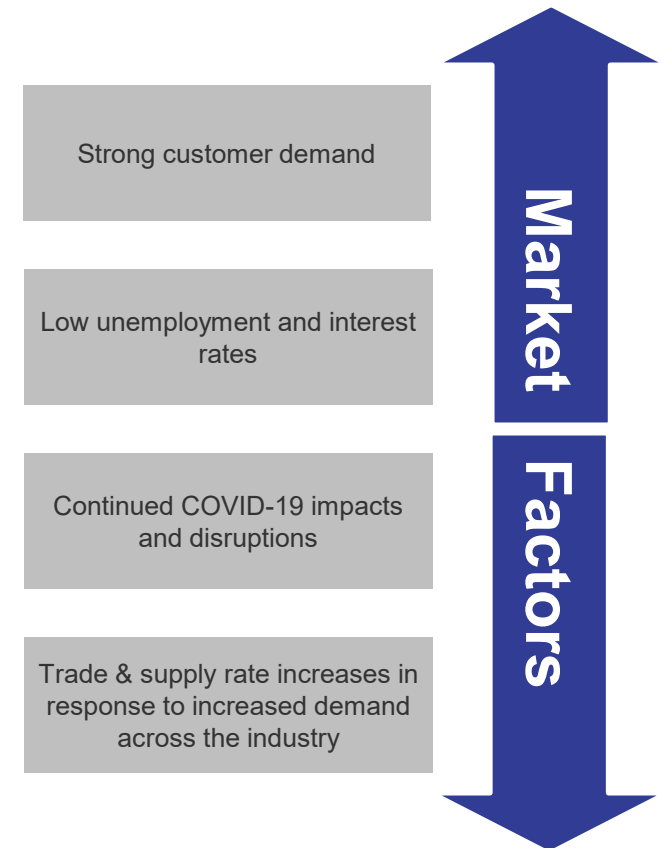 Strong customer demand
Low unemployment and interest
rates
Continued COVID-19 impacts
and disruptions
Trade & supply rate increases in
response to increased demand
across the industry
Market
Factors